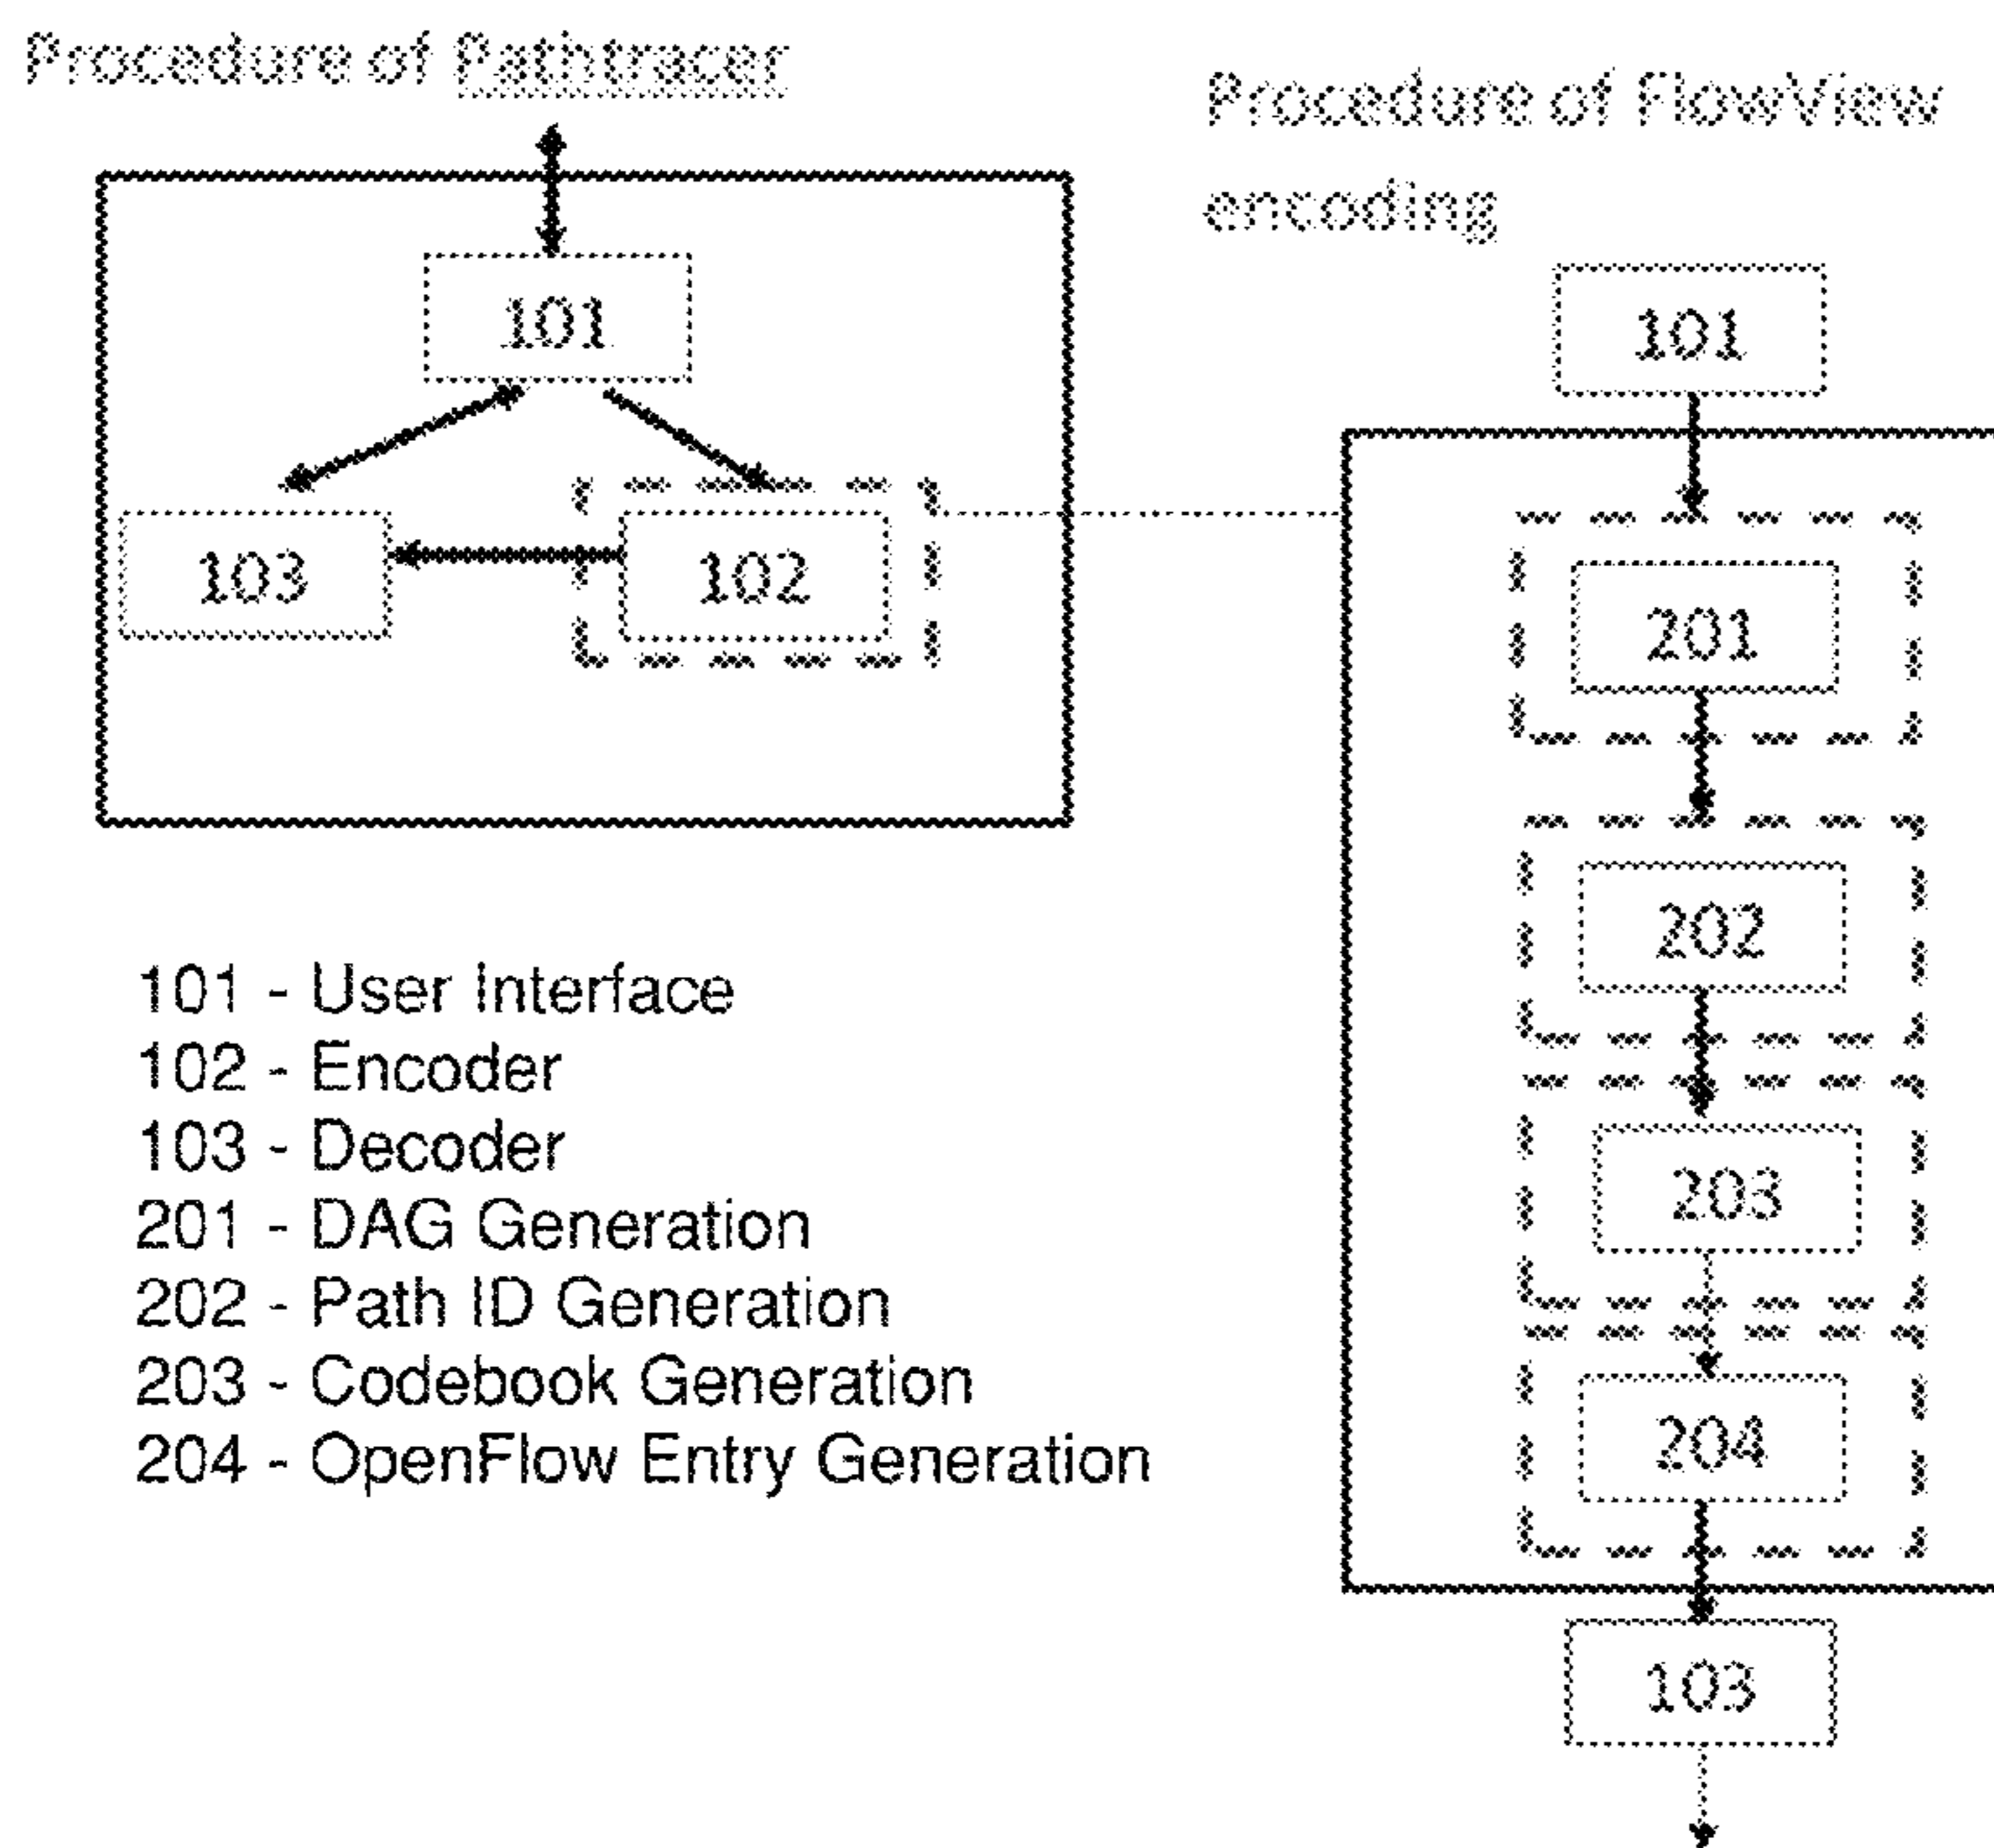 Procedure of Pathtracer
101
103
102
Procedure of FlowView
encoding
101
201
202
203
204
103
101 - User Interface
102 - Encoder
103 - Decoder
201 - DAG Generation
202 - Path ID Generation
203 - Codebook Generation
204 - OpenFlow Entry Generation